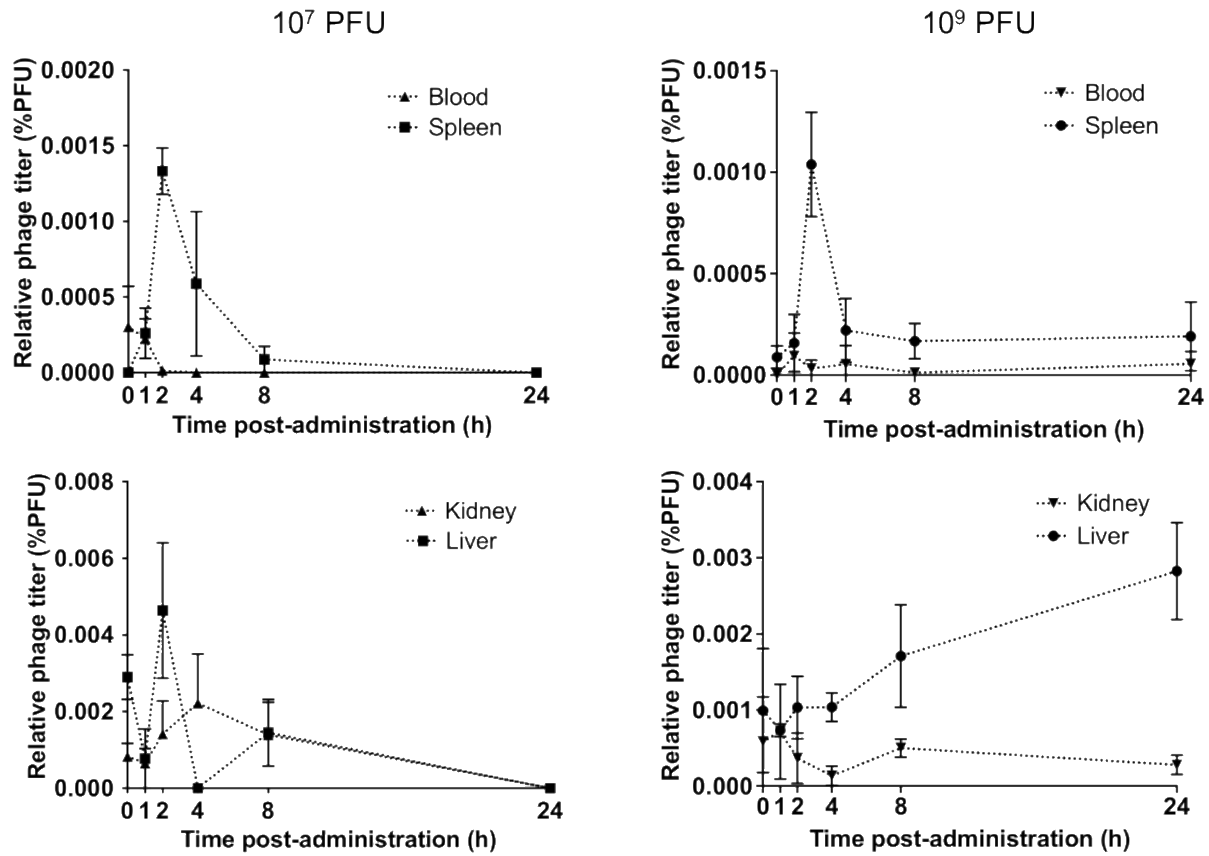 10⁷ PFU
10⁹ PFU
Relative phage titer (%PFU)
0.0020
0.0015
0.0010
0.0005
0.0000
Blood
Spleen
0 1 2 4 8 24
Time post-administration (h)
Relative phage titer (%PFU)
0.0015
0.0010
0.0005
0.0000
Blood
Spleen
0 1 2 4 8 24
Time post-administration (h)
Relative phage titer (%PFU)
0.008
0.006
0.004
0.002
0.000
Kidney
Liver
0 1 2 4 8 24
Time post-administration (h)
Relative phage titer (%PFU)
0.004
0.003
0.002
0.001
0.000
Kidney
Liver
0 1 2 4 8 24
Time post-administration (h)